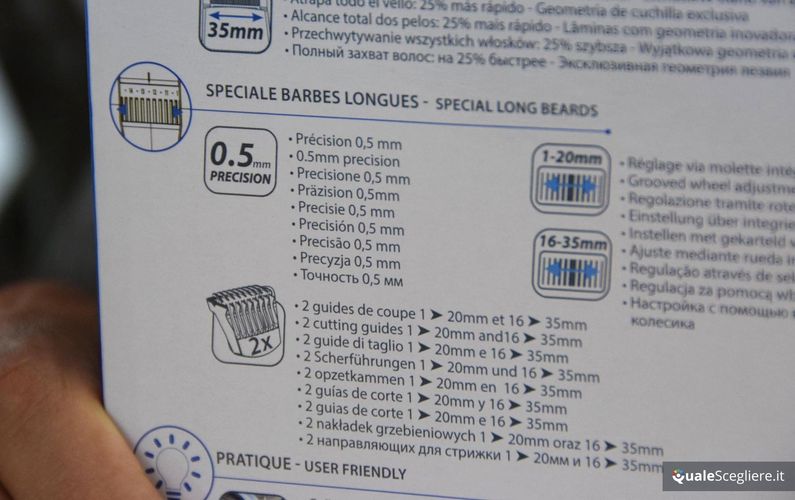 35mm
Atrapa todo el vello: 25% más rápido - Geometria de cuchilla exclusiva
• Alcance total dos pelos: 25% mais rápido - Lâminas com geometria inovadora
• Przechwytywanie wszystkich włosków: 25% szybsza - Wyjątkowa geometria
• Полный захват волос: на 25% быстрее - Эксклюзивная геометрия лезвия
SPECIALE BARBES LONGUES - SPECIAL LONG BEARDS
0.5mm
PRECISION
• Précision 0,5 mm
• 0.5mm precision
• Precisione 0,5 mm
• Präzision 0,5mm
• Precisie 0,5 mm
• Precisión 0,5 mm
• Precisão 0,5 mm
• Precyzja 0,5 mm
• Точность 0,5 мм
1-20mm
16-35mm
• Réglage via molette inté
• Grooved wheel adjustme
• Regolazione tramite rote
• Einstellung über integrie
• Instellen met gekarteld w
• Ajuste mediante rueda in
• Regulação através de sel
• Regulacja za pomocą wł
• Настройка с помощью
колесика
2x
• 2 guides de coupe 1 ➤ 20mm et 16 ➤ 35mm
• 2 cutting guides 1 ➤ 20mm and16 ➤ 35mm
• 2 guide di taglio 1 ➤ 20mm e 16 ➤ 35mm
• 2 Scherführungen 1 ➤ 20mm und 16 ➤ 35mm
• 2 opzetkammen 1 ➤ 20mm en 16 ➤ 35mm
• 2 guías de corte 1 ➤ 20mm y 16 ➤ 35mm
• 2 guias de corte 1 ➤ 20mm e 16 ➤ 35mm
• 2 nakładek grzebieniowych 1 ➤ 20mm oraz 16 ➤ 35mm
• 2 направляющих для стрижки 1 ➤ 20мм и 16 ➤ 35mm
PRATIQUE - USER FRIENDLY
qualeScegliere.it